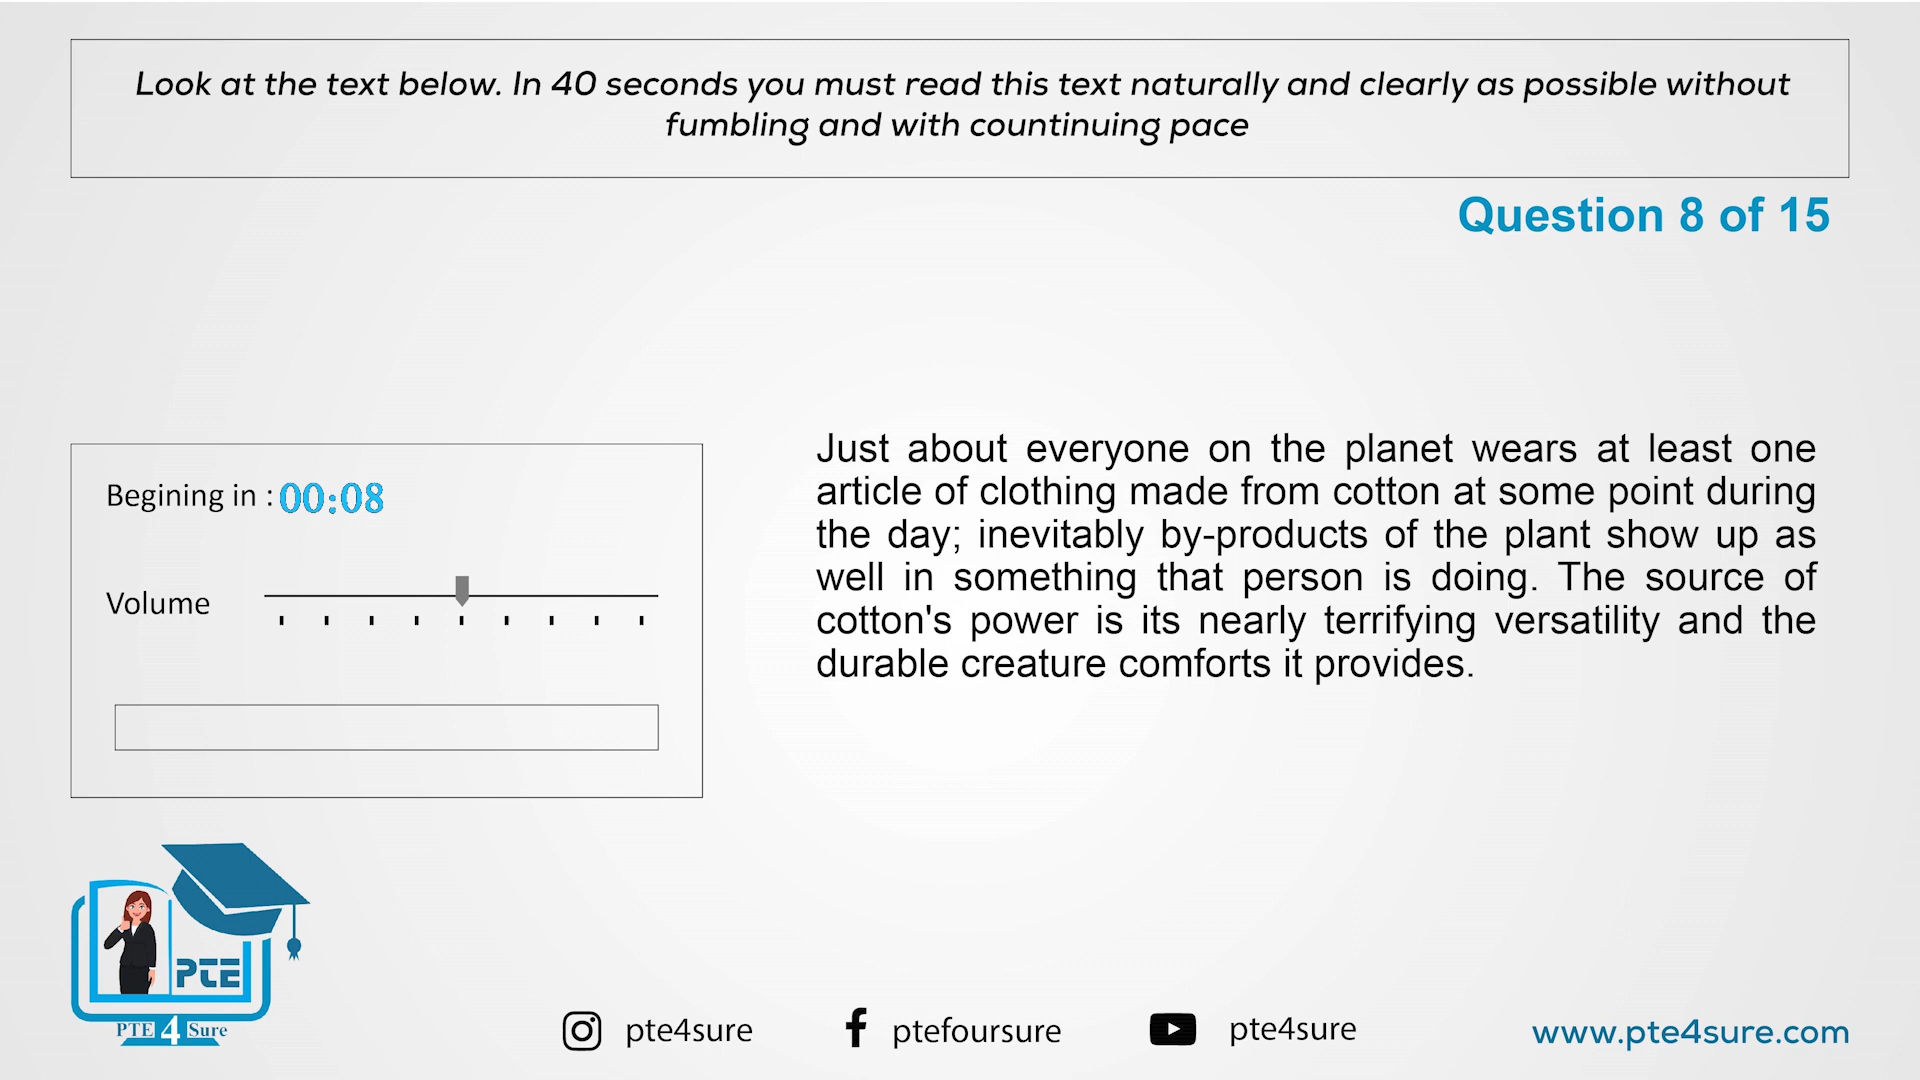 Look at the text below. In 40 seconds you must read this text naturally and clearly as possible without
fumbling and with countinuing pace
Question 8 of 15
Begining in : 00:08
Volume
Just about everyone on the planet wears at least one
article of clothing made from cotton at some point during
the day; inevitably by-products of the plant show up as
well in something that person is doing. The source of
cotton's power is its nearly terrifying versatility and the
durable creature comforts it provides.
PTE
PTE 4 Sure
pte4sure
ptefoursure
pte4sure
www.pte4sure.com